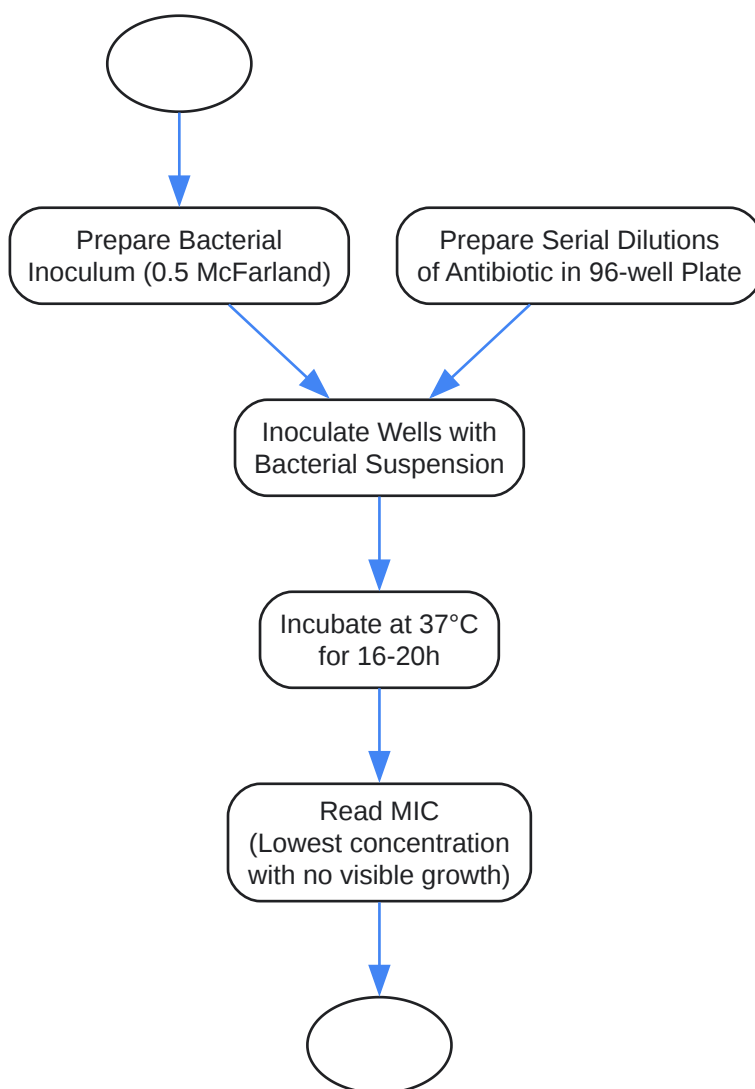 Prepare Bacterial
Inoculum (0.5 McFarland)
Prepare Serial Dilutions
of Antibiotic in 96-well Plate
Inoculate Wells with
Bacterial Suspension
Incubate at 37°C
for 16-20h
Read MIC
(Lowest concentration
with no visible growth)